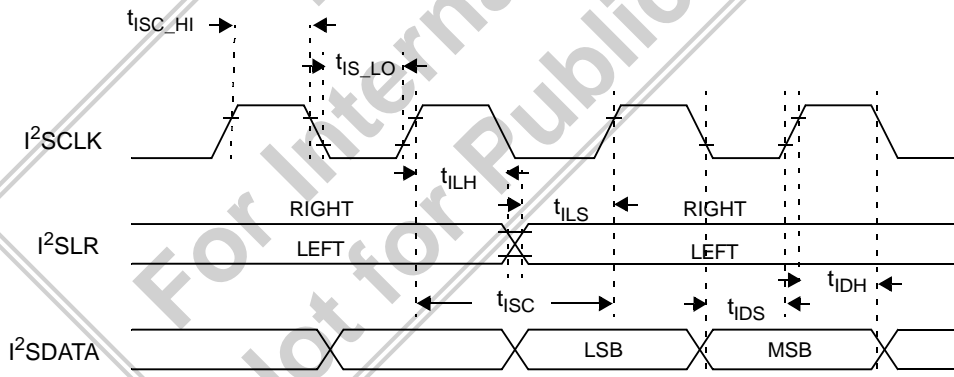 For Internal
Not for Public
tISC_HI
tIS_LO
I²SCLK
tILH
tILS
RIGHT
RIGHT
I²SLR
LEFT
LEFT
tIDH
tISC
tIDS
I²SDATA
LSB
MSB